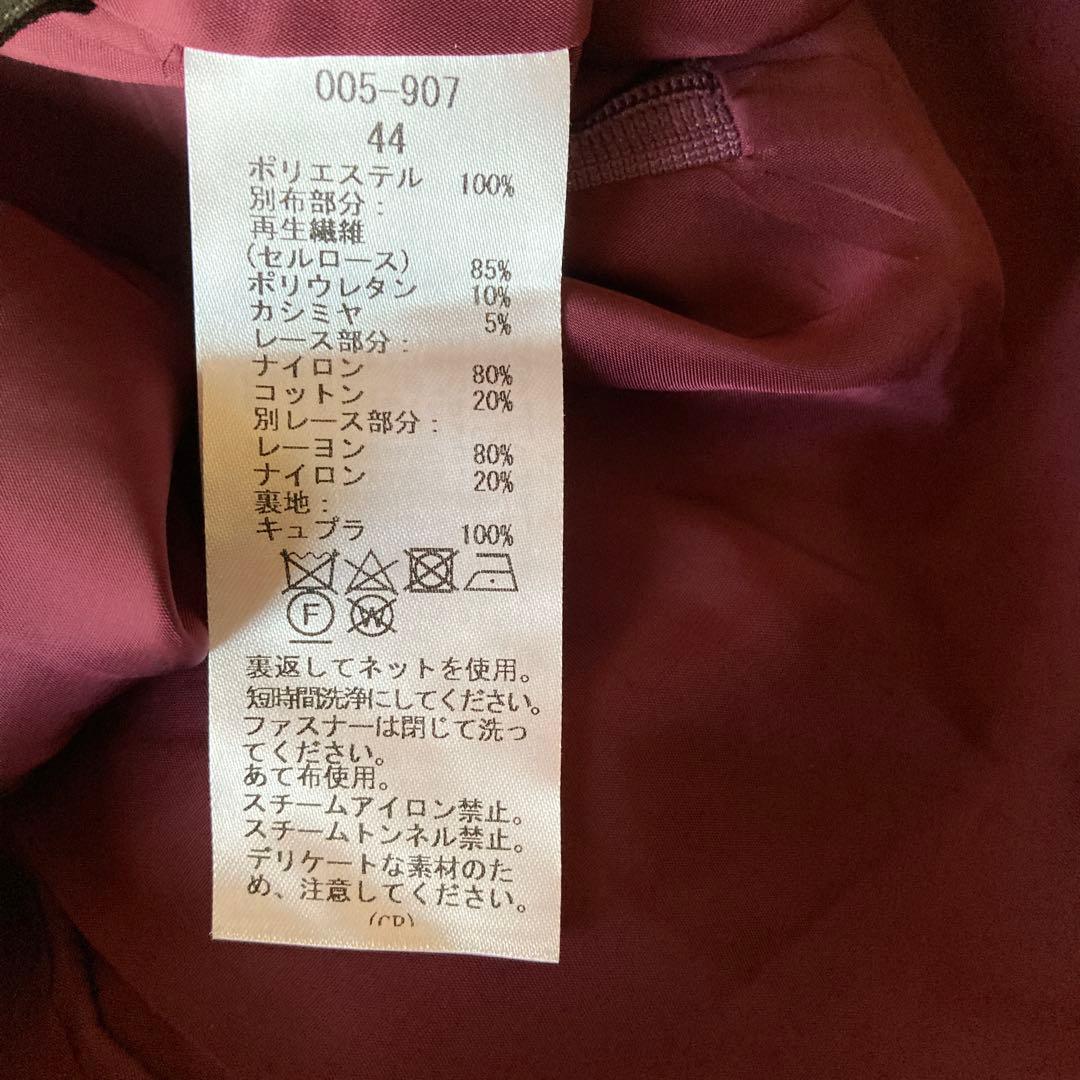 005-907
44
ポリエステル 100%
別布部分:
再生繊維
(セルロース) 85%
ポリウレタン 10%
カシミヤ 5%
レース部分:
ナイロン 80%
コットン 20%
別レース部分:
レーヨン 80%
ナイロン 20%
裏地:
キュプラ 100%
F W
裏返してネットを使用。
短時間洗浄にしてください。
ファスナーは閉じて洗っ
てください。
あて布使用。
スチームアイロン禁止。
スチームトンネル禁止。
デリケートな素材のた
め、注意してください。